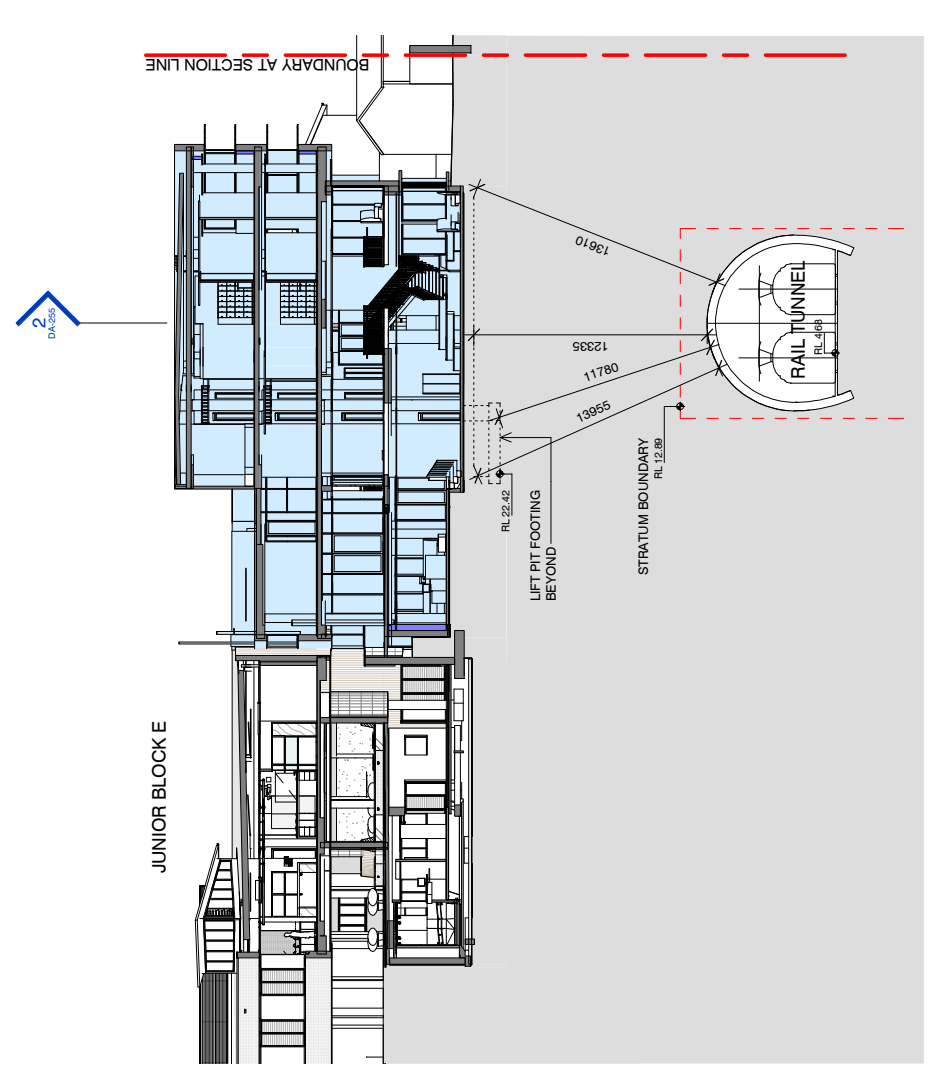 BOUNDARY AT SECTION LINE
2
DA-255
13610
12335
11780
13955
RAIL TUNNEL
RL 4.68
STRATUM BOUNDARY
RL 12.89
RL 22.42
LIFT PIT FOOTING
BEYOND
JUNIOR BLOCK E